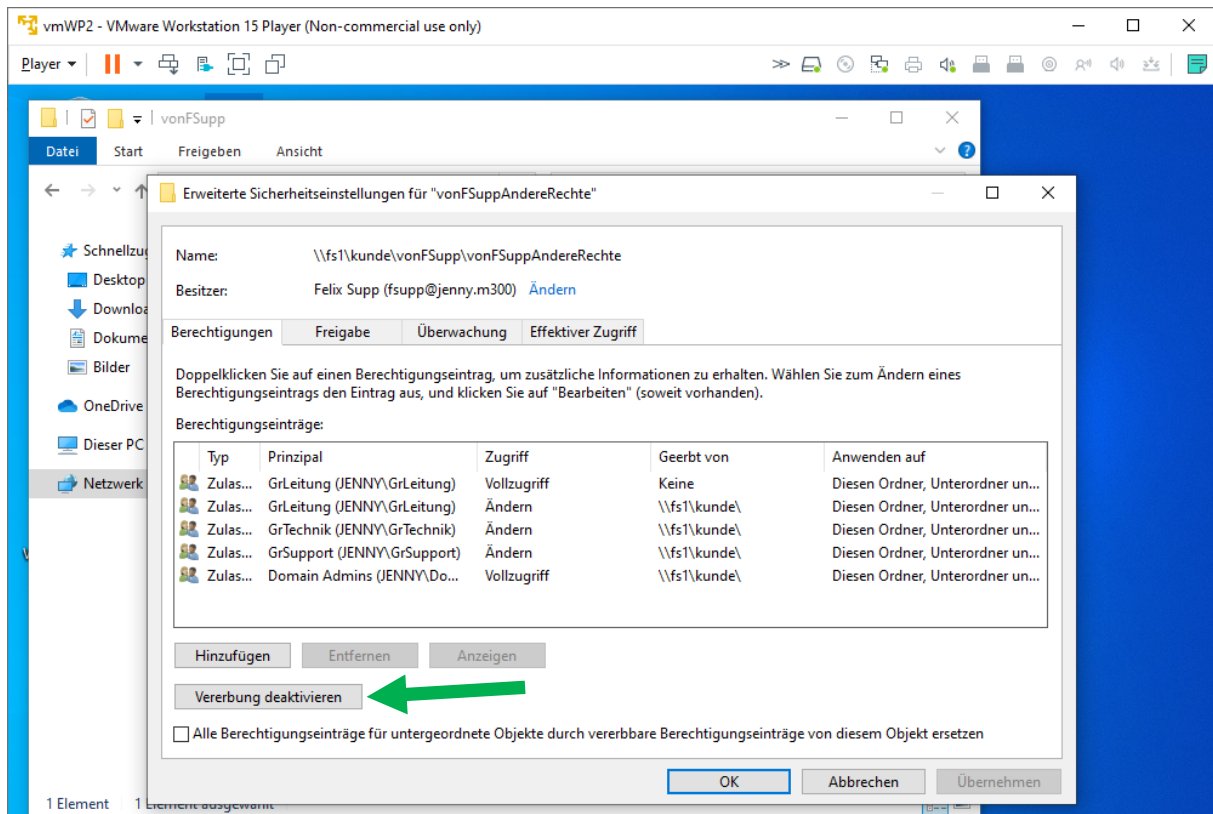 vmWP2 - VMware Workstation 15 Player (Non-commercial use only)
Player
vonFSupp
Datei Start Freigeben Ansicht
Erweiterte Sicherheitseinstellungen für "vonFSuppAndereRechte"
Schnellzug
Desktop
Downloa
Dokume
Bilder
OneDrive
Dieser PC
Netzwerk
Name: \\fs1\kunde\vonFSupp\vonFSuppAndereRechte
Besitzer: Felix Supp (fsupp@jenny.m300) Ändern
Berechtigungen Freigabe Überwachung Effektiver Zugriff
Doppelklicken Sie auf einen Berechtigungseintrag, um zusätzliche Informationen zu erhalten. Wählen Sie zum Ändern eines
Berechtigungseintrags den Eintrag aus, und klicken Sie auf "Bearbeiten" (soweit vorhanden).
Berechtigungseinträge:
Typ Prinzipal Zugriff Geerbt von Anwenden auf
Zulas... GrLeitung (JENNY\GrLeitung) Vollzugriff Keine Diesen Ordner, Unterordner un...
Zulas... GrLeitung (JENNY\GrLeitung) Ändern \\fs1\kunde\ Diesen Ordner, Unterordner un...
Zulas... GrTechnik (JENNY\GrTechnik) Ändern \\fs1\kunde\ Diesen Ordner, Unterordner un...
Zulas... GrSupport (JENNY\GrSupport) Ändern \\fs1\kunde\ Diesen Ordner, Unterordner un...
Zulas... Domain Admins (JENNY\Do... Vollzugriff \\fs1\kunde\ Diesen Ordner, Unterordner un...
Hinzufügen Entfernen Anzeigen
Vererbung deaktivieren
Alle Berechtigungseinträge für untergeordnete Objekte durch vererbbare Berechtigungseinträge von diesem Objekt ersetzen
OK Abbrechen Übernehmen
1 Element 1 Element ausgewählt